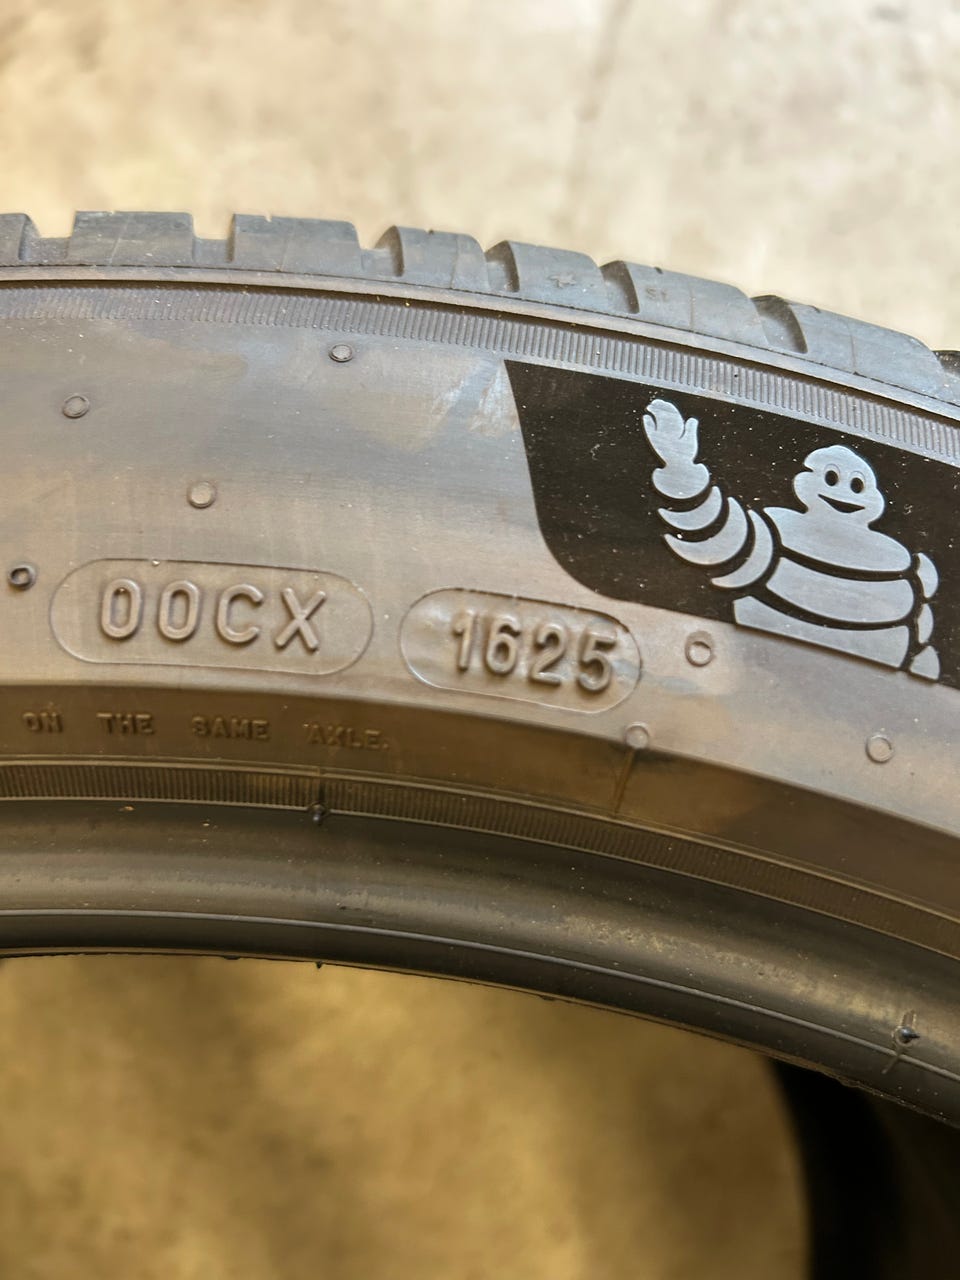 00CX 1625
ON THE SAME AXLE.